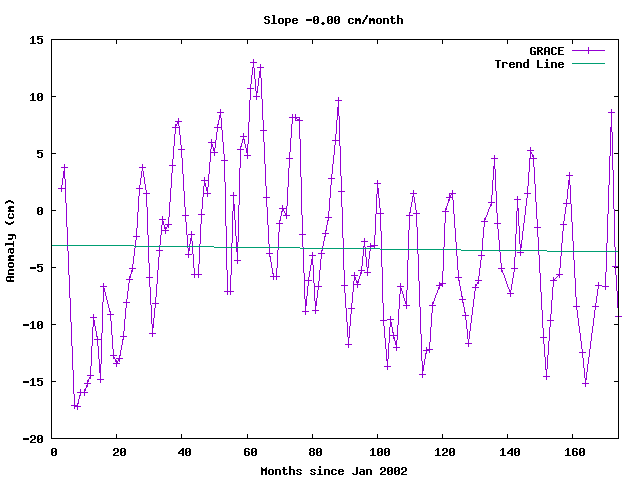 Slope -0.00 cm/month
GRACE
Trend Line
15
10
5
0
-5
-10
-15
-20
Anomaly (cm)
0 20 40 60 80 100 120 140 160
Months since Jan 2002